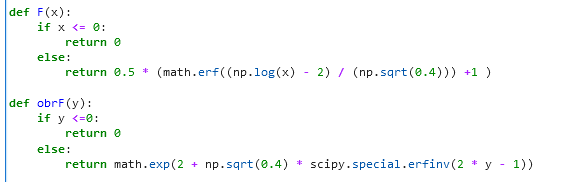 def F(x):
    if x <= 0:
        return 0
    else:
        return 0.5 * (math.erf((np.log(x) - 2) / (np.sqrt(0.4))) +1 )

def obrF(y):
    if y <=0:
        return 0
    else:
        return math.exp(2 + np.sqrt(0.4) * scipy.special.erfinv(2 * y - 1))